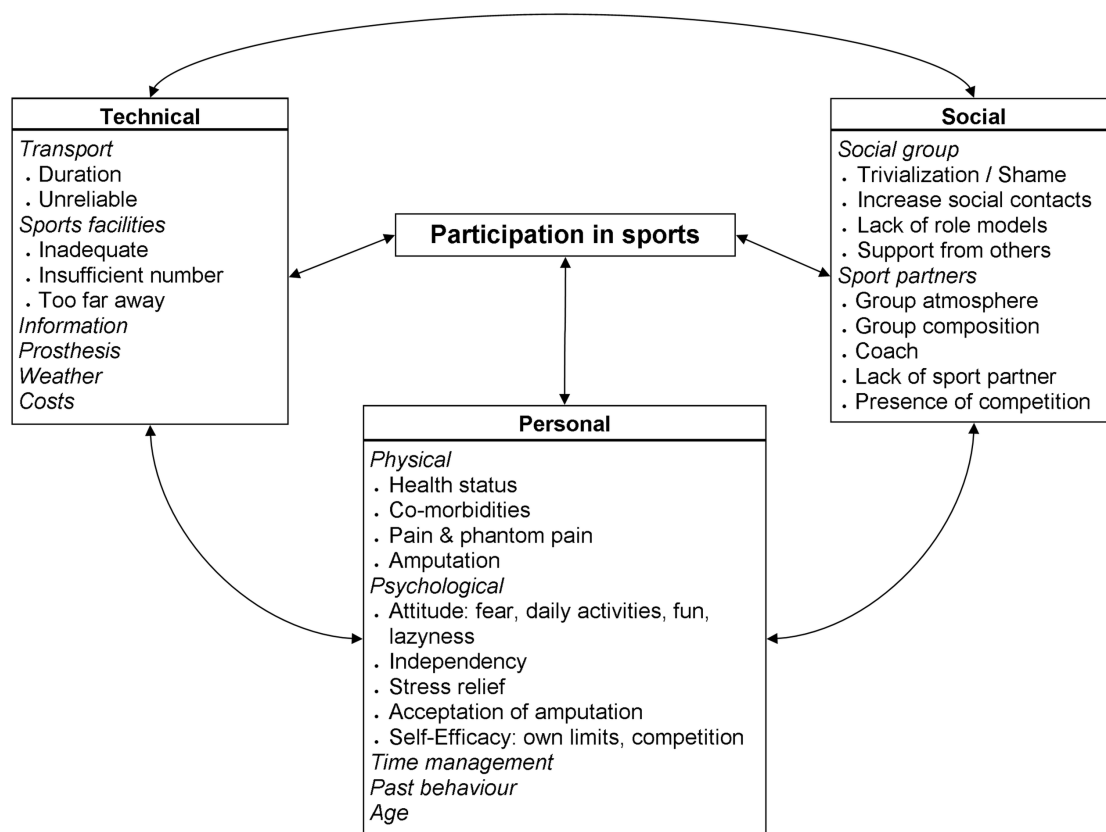 Technical
Transport
. Duration
. Unreliable
Sports facilities
. Inadequate
. Insufficient number
. Too far away
Information
Prosthesis
Weather
Costs
Participation in sports
Social
Social group
. Trivialization / Shame
. Increase social contacts
. Lack of role models
. Support from others
Sport partners
. Group atmosphere
. Group composition
. Coach
. Lack of sport partner
. Presence of competition
Personal
Physical
. Health status
. Co-morbidities
. Pain & phantom pain
. Amputation
Psychological
. Attitude: fear, daily activities, fun,
lazyness
. Independency
. Stress relief
. Acceptation of amputation
. Self-Efficacy: own limits, competition
Time management
Past behaviour
Age